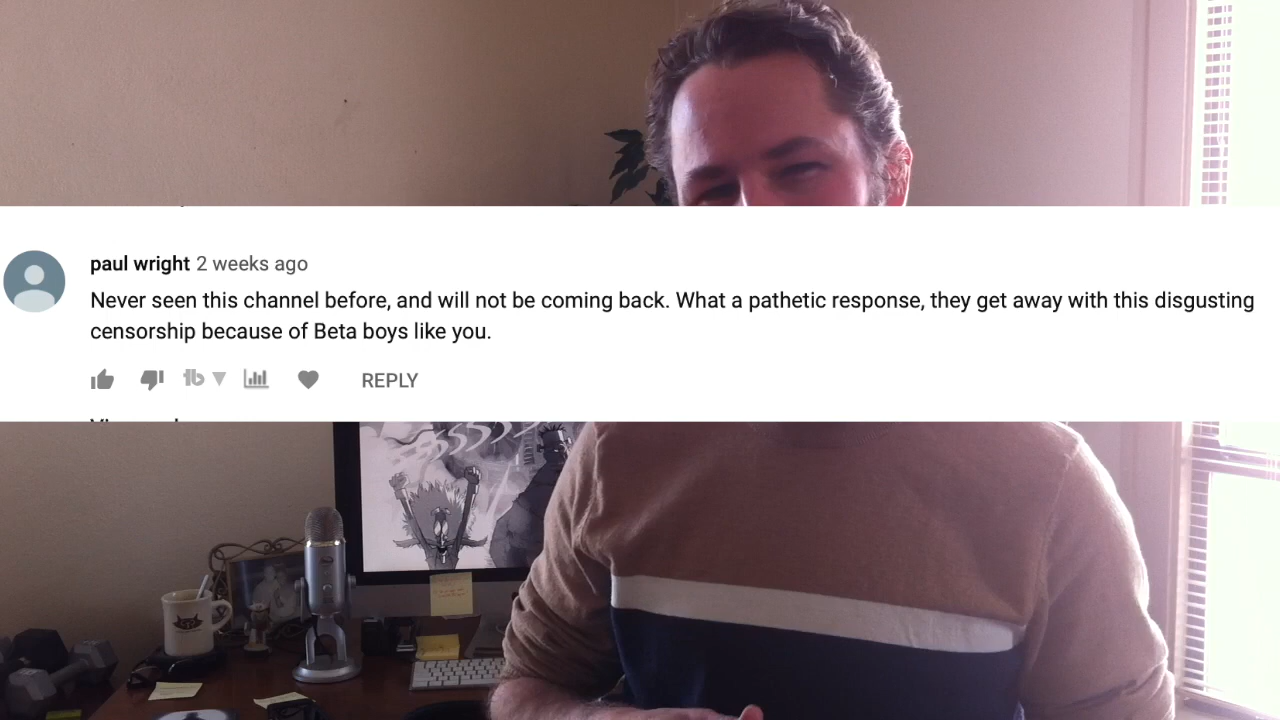 paul wright 2 weeks ago
Never seen this channel before, and will not be coming back. What a pathetic response, they get away with this disgusting
censorship because of Beta boys like you.
REPLY